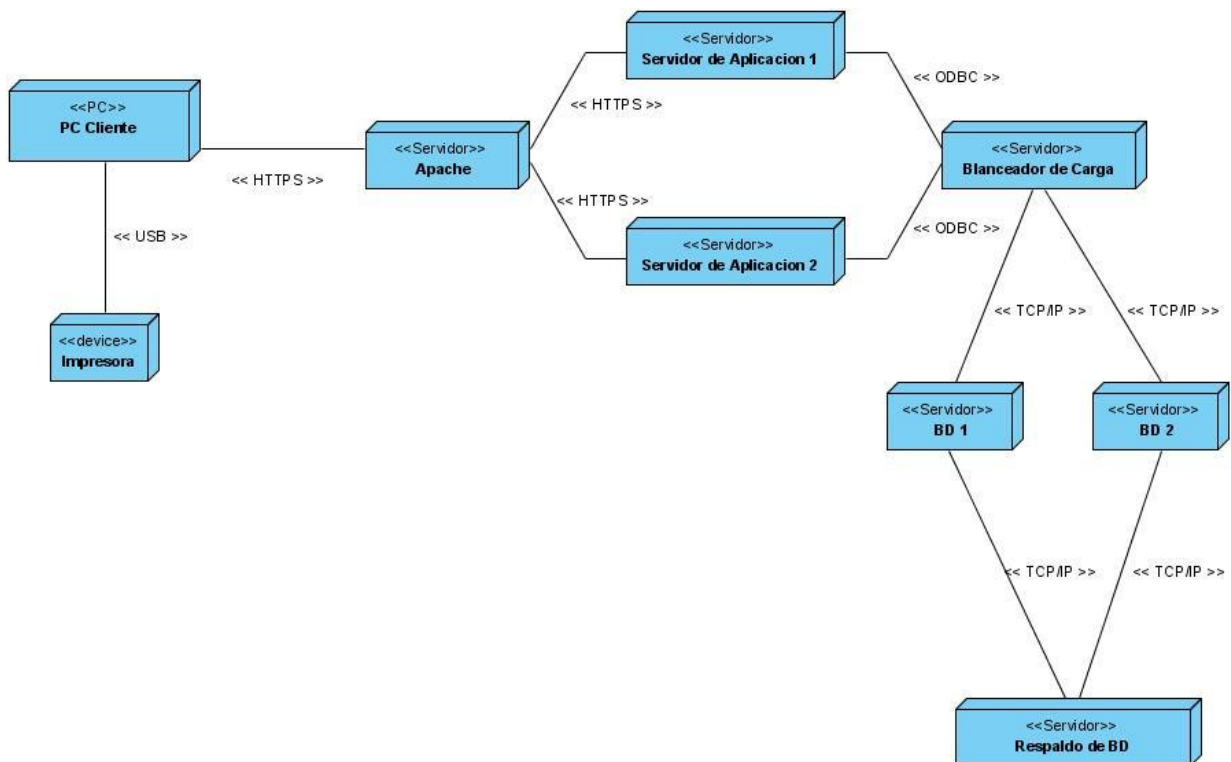 <<Servidor>>
Servidor de Aplicacion 1
<< ODBC >>
<<PC>>
PC Cliente
<< HTTPS >>
<<Servidor>>
Apache
<<Servidor>>
Blanceador de Carga
<< HTTPS >>
<< HTTPS >>
<< USB >>
<<Servidor>>
Servidor de Aplicacion 2
<< ODBC >>
<<device>>
Impresora
<< TCP/IP >>
<< TCP/IP >>
<<Servidor>>
BD 1
<<Servidor>>
BD 2
<< TCP/IP >>
<< TCP/IP >>
<<Servidor>>
Respaldo de BD